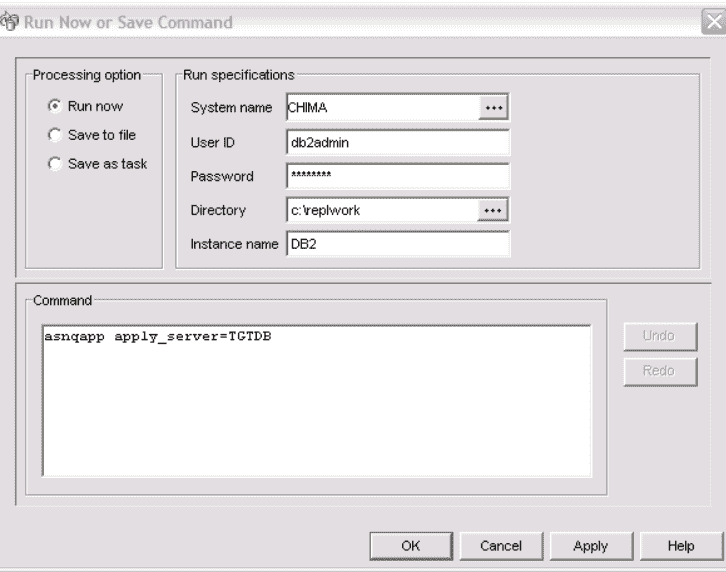 Run Now or Save Command
Processing option
Run now
Save to file
Save as task
Run specifications
System name CHIMA ...
User ID db2admin
Password ********
Directory c:\replwork ...
Instance name DB2
Command
asnqapp apply_server=TGTDB
Undo
Redo
OK Cancel Apply Help